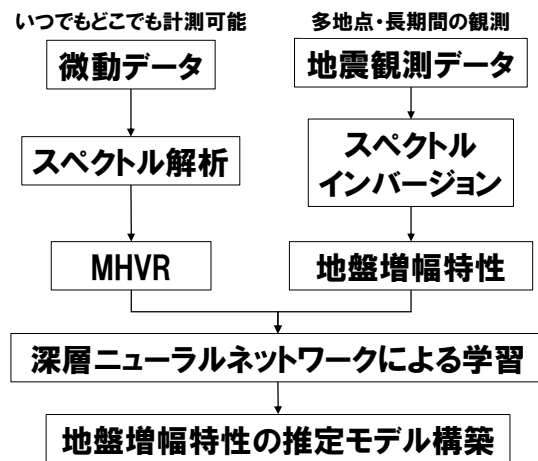 いつでもどこでも計測可能
多地点・長期間の観測
微動データ
地震観測データ
スペクトル解析
スペクトル
インバージョン
MHVR
地盤増幅特性
深層ニューラルネットワークによる学習
地盤増幅特性の推定モデル構築